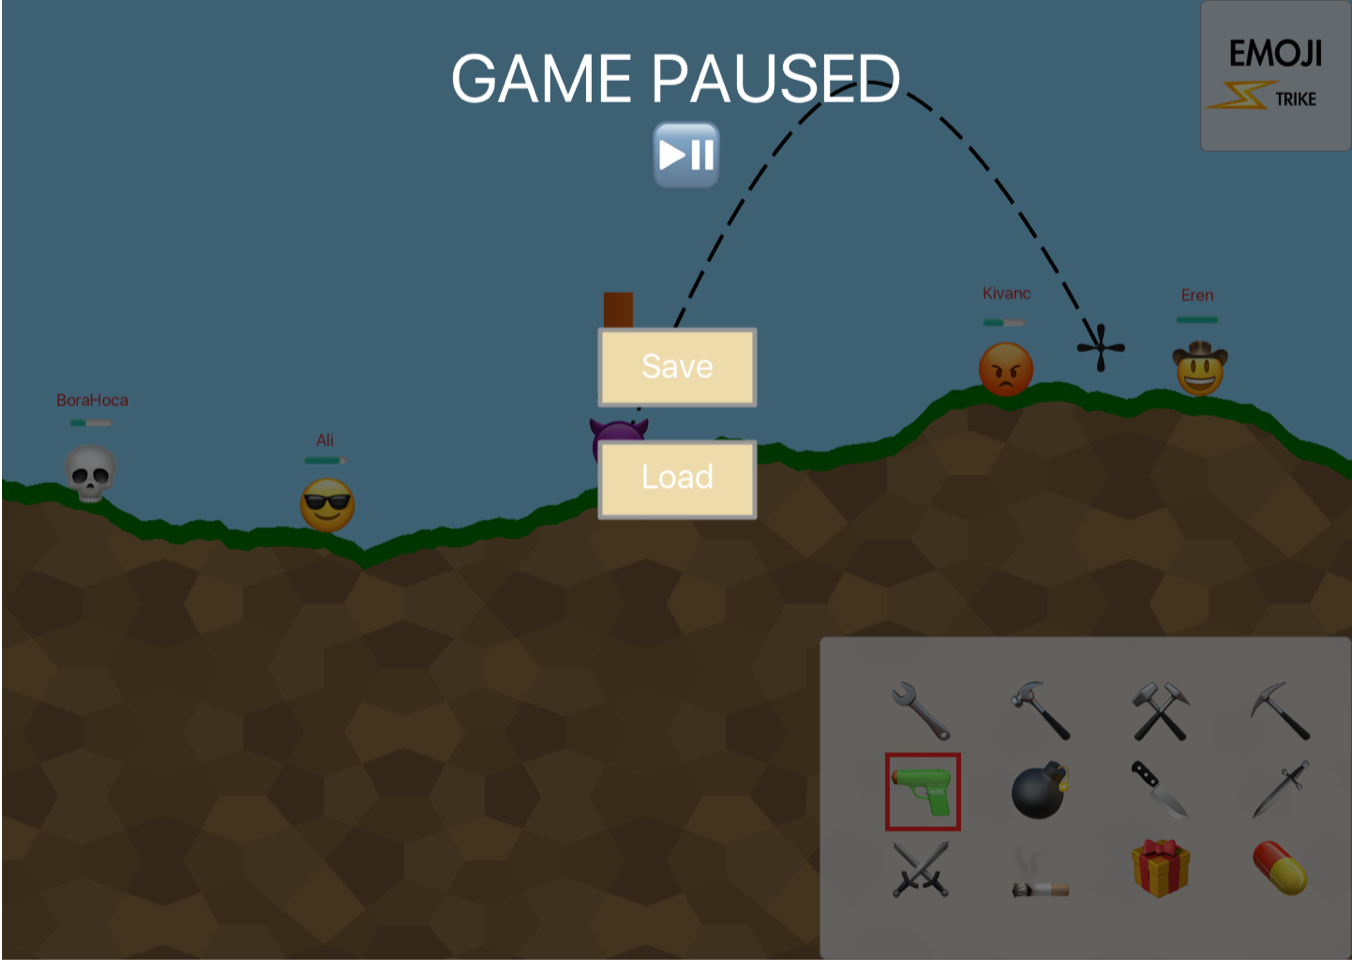 GAME PAUSED
EMOJI
TRIKE
Kivanc
Eren
BoraHoca
Ali
Save
Load